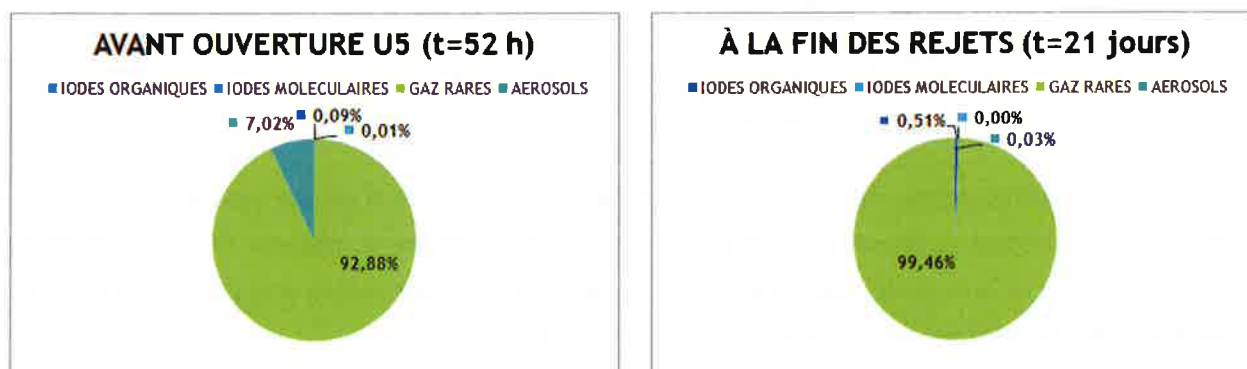 AVANT OUVERTURE U5 (t=52 h)
IODES ORGANIQUES IODES MOLECULAIRES GAZ RARES AEROSOLS
0,09%
7,02%
0,01%
92,88%
À LA FIN DES REJETS (t=21 jours)
IODES ORGANIQUES IODES MOLECULAIRES GAZ RARES AEROSOLS
0,51%
0,00%
0,03%
99,46%